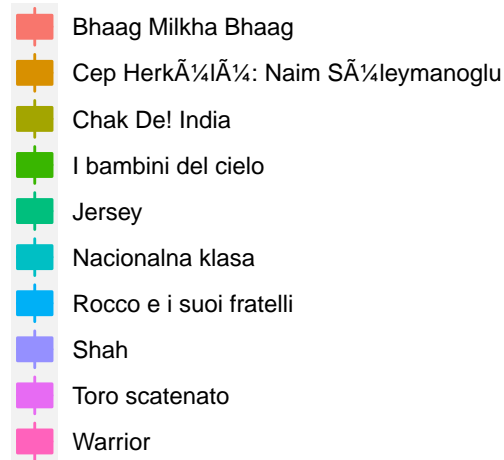 Bhaag Milkha Bhaag
Cep HerkÃ¼lÃ¼: Naim SÃ¼leymanoglu
Chak De! India
I bambini del cielo
Jersey
Nacionalna klasa
Rocco e i suoi fratelli
Shah
Toro scatenato
Warrior